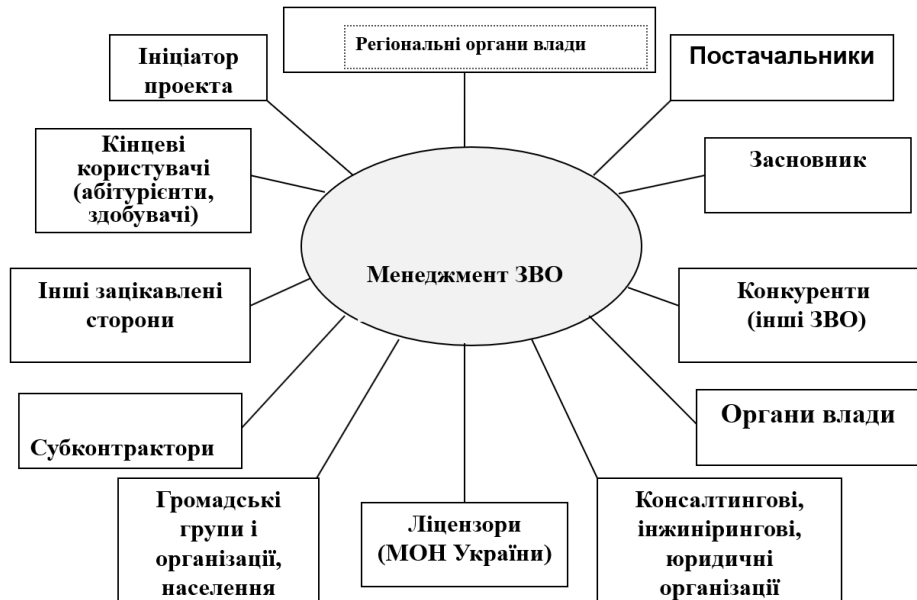 Регіональні органи влади
Ініціатор
проекта
Постачальники
Кінцеві
користувачі
(абітурієнти,
здобувачі)
Засновник
Менеджмент ЗВО
Інші зацікавлені
сторони
Конкуренти
(інші ЗВО)
Субконтрактори
Органи влади
Громадські
групи і
організації,
населення
Ліцензори
(МОН України)
Консалтингові,
інжинірингові,
юридичні
організації